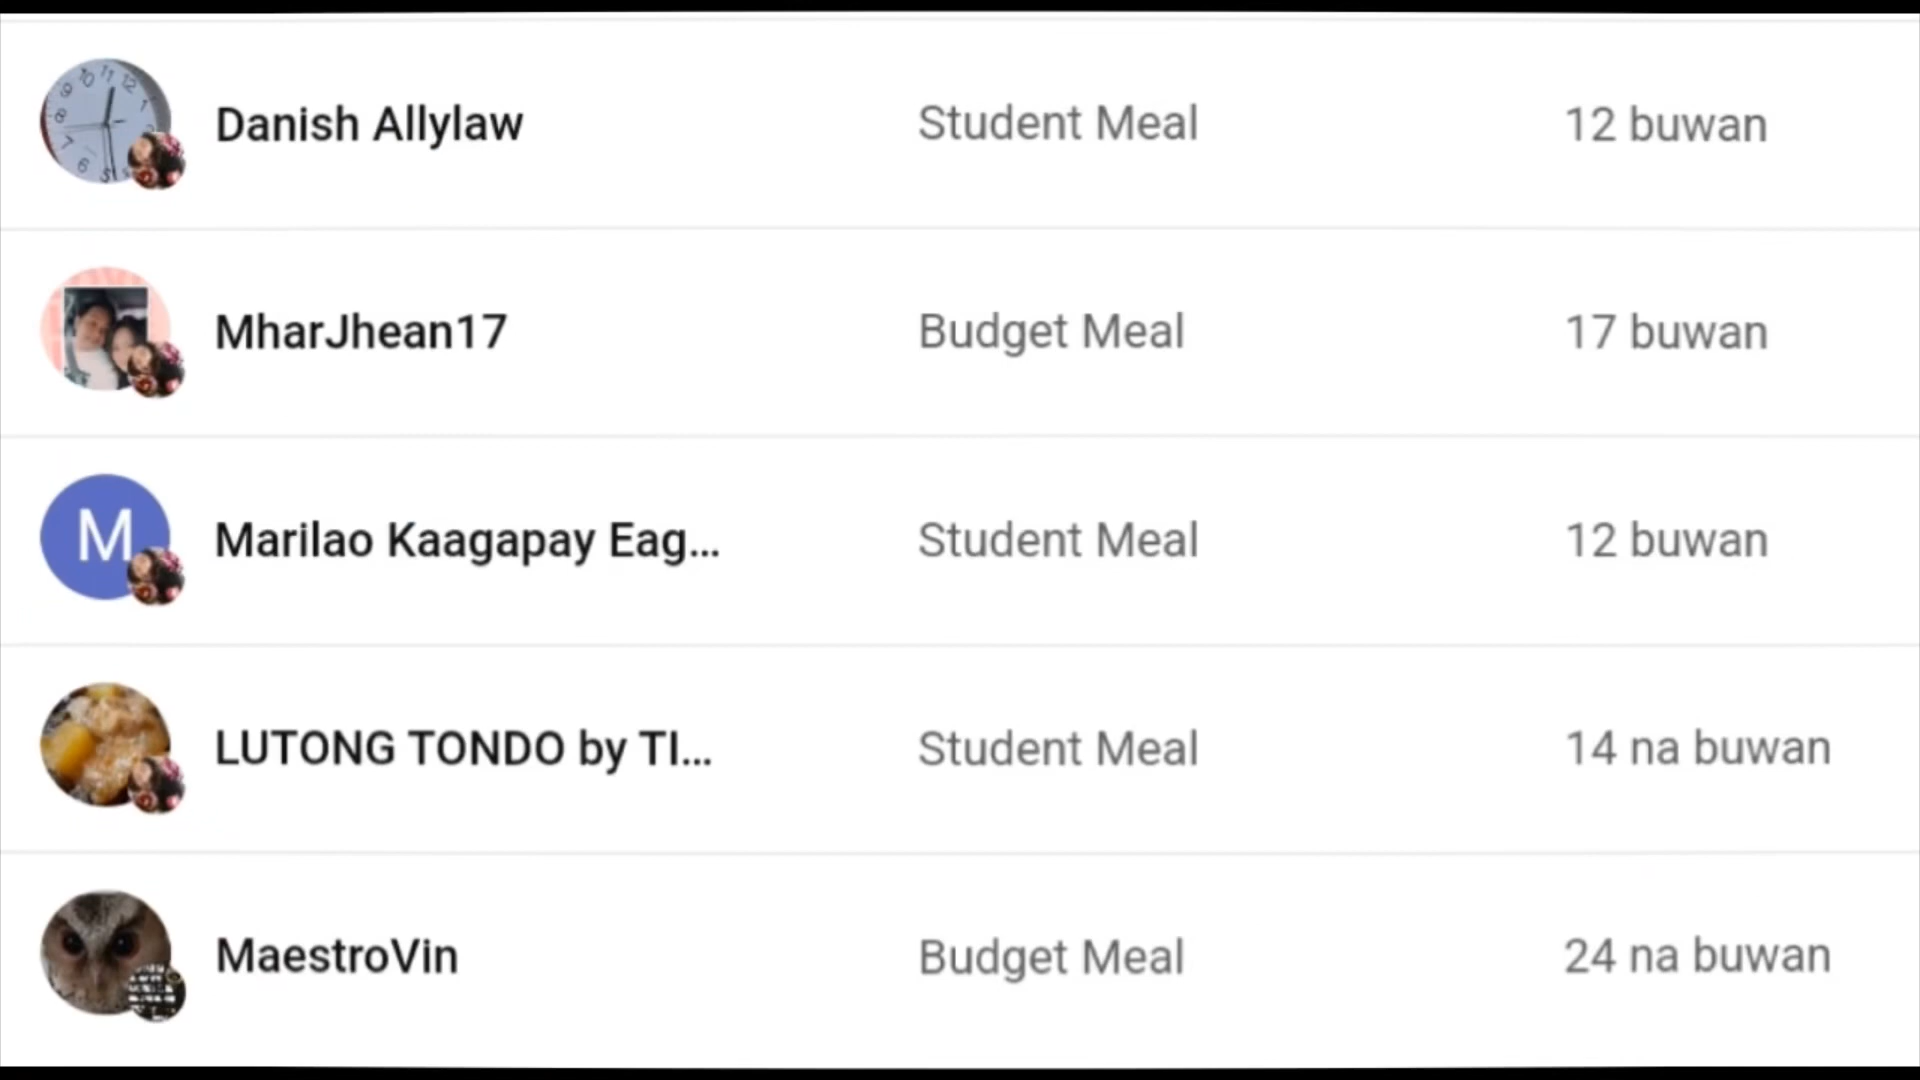 Danish Allylaw Student Meal 12 buwan
MharJhean17 Budget Meal 17 buwan
M
Marilao Kaagapay Eag... Student Meal 12 buwan
LUTONG TONDO by TI... Student Meal 14 na buwan
MaestroVin Budget Meal 24 na buwan